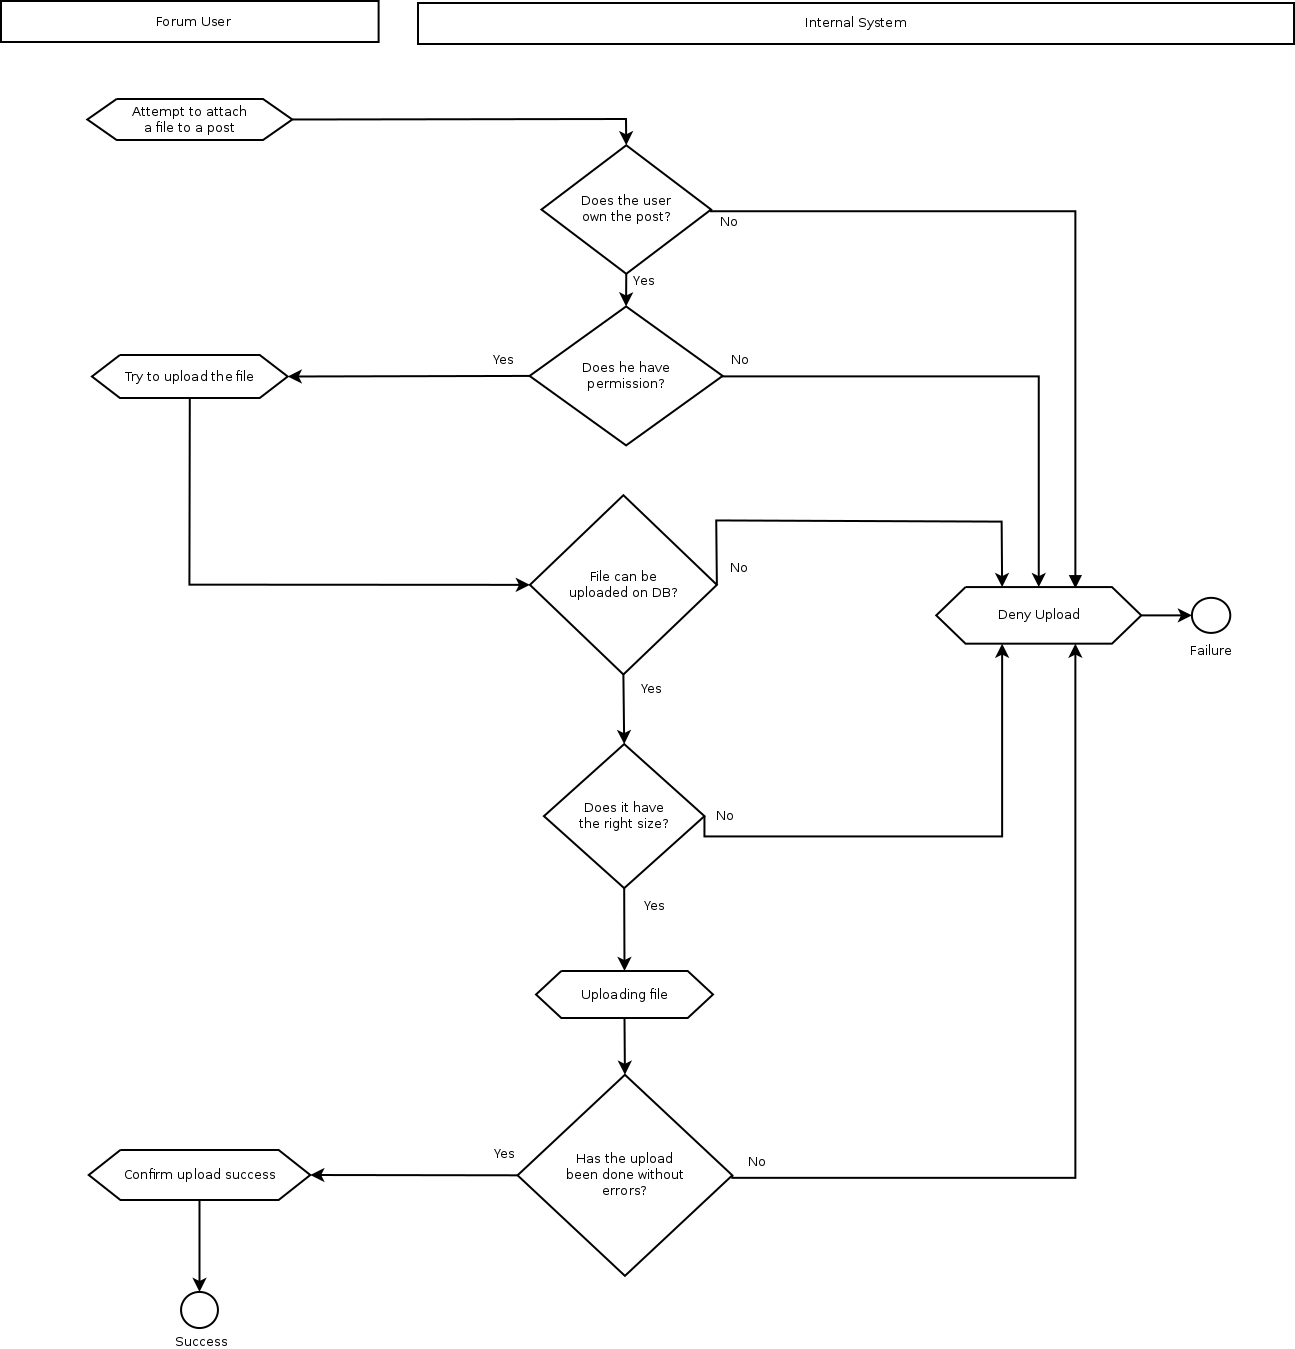 Forum User
Internal System
Attempt to attach
a file to a post
Does the user
own the post?
No
Yes
Does he have
permission?
Yes
No
Try to upload the file
File can be
uploaded on DB?
No
Yes
Deny Upload
Failure
Does it have
the right size?
No
Yes
Uploading file
Has the upload
been done without
errors?
Yes
No
Confirm upload success
Success